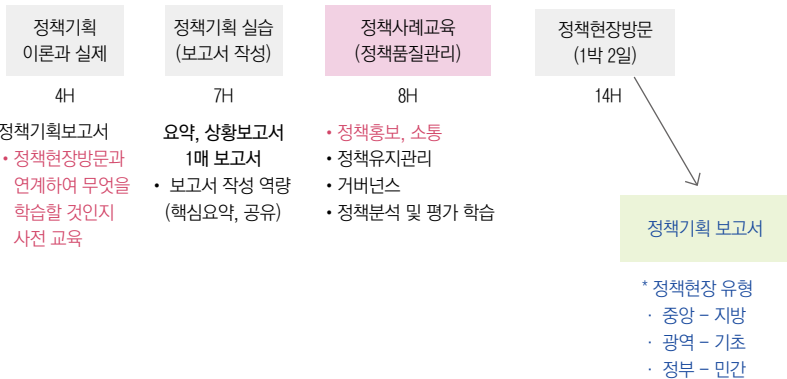 정책기획
이론과 실제
4H
정책기획보고서
• 정책현장방문과
연계하여 무엇을
학습할 것인지
사전 교육
정책기획 실습
(보고서 작성)
7H
요약, 상황보고서
1매 보고서
• 보고서 작성 역량
(핵심요약, 공유)
정책사례교육
(정책품질관리)
8H
• 정책홍보, 소통
• 정책유지관리
• 거버넌스
• 정책분석 및 평가 학습
정책현장방문
(1박 2일)
14H
정책기획 보고서
* 정책현장 유형
· 중앙 – 지방
· 광역 – 기초
· 정부 – 민간